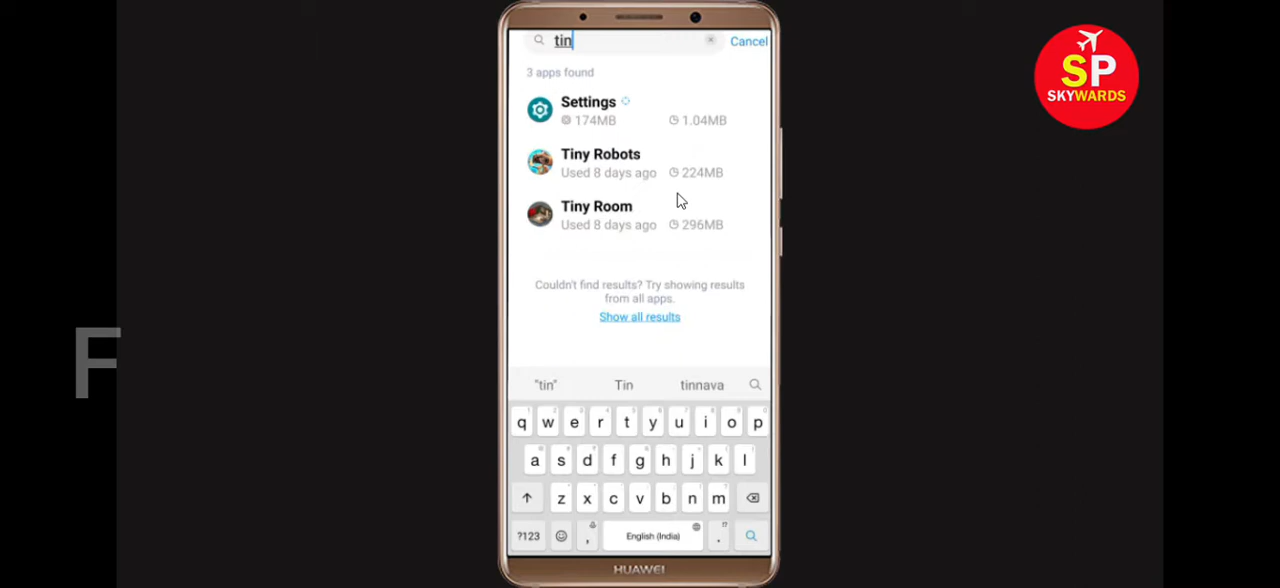 tin
Cancel
3 apps found
Settings
174MB 1.04MB
Tiny Robots
Used 8 days ago 224MB
Tiny Room
Used 8 days ago 296MB
Couldn't find results? Try showing results
from all apps.
Show all results
"tin" Tin tinnava
q w e r t y u i o p
a s d f g h j k l
z x c v b n m
?123 , English (India) .
HUAWEI
SP
SKYWARDS
F